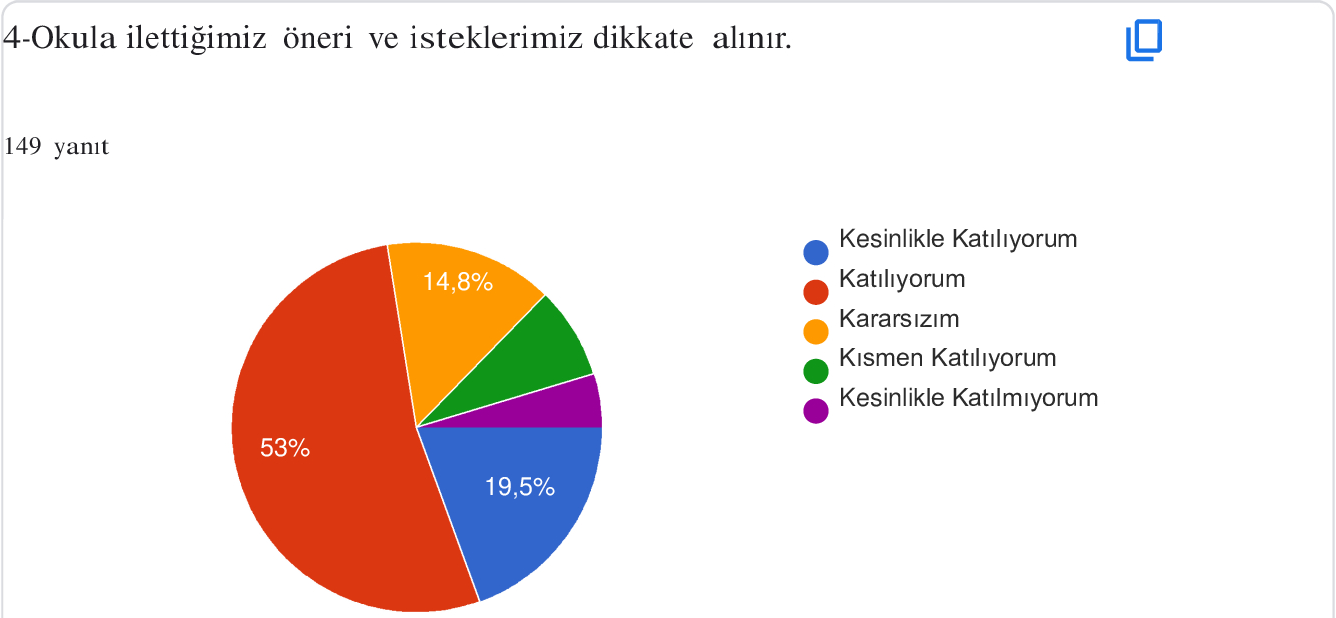 4-Okula ilettiğimiz öneri ve isteklerimiz dikkate alınır.
149 yanıt
Kesinlikle Katılıyorum
Katılıyorum
Kararsızım
Kısmen Katılıyorum
Kesinlikle Katılmıyorum
14,8%
53%
19,5%